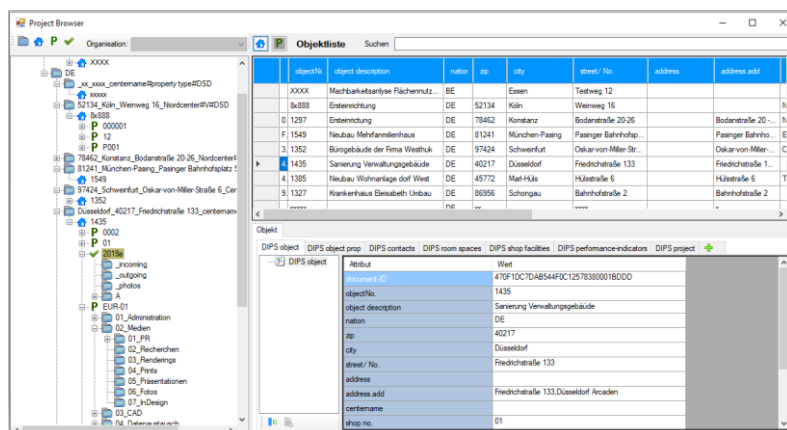 Project Browser
Organisation:
Objektliste
Suchen
XXXX
DE
_xx_xxxx_centername#property type#DSD
xxxxx
52134_Köln_Weinweg 16_Nordcenter#V#DSD
8x888
000001
12
P001
78462_Konstanz_Bodanstraße 20-26_Nordcenter#
81241_München-Pasing_Pasinger Bahnhofsplatz 5
1549
97424_Schweinfurt_Oskar-von-Miller-Straße 6_Cer
1352
Düsseldorf_40217_Friedrichstraße 133_centernam
1435
0002
01
2019a
_incoming
_outgoing
_photos
A
EUR-01
01_Administration
02_Medien
01_PR
02_Recherchen
03_Renderings
04_Prints
05_Präsentationen
06_Fotos
07_InDesign
03_CAD
04_Datenaustausch
objectNr. object description nation zip city street/ No. address address.add
XXXX Machbarkeitsanlyse Flächennutz... BE Essen Testweg 12
8x888 Ersteinrichtung DE 52134 Köln Weinweg 16 N
0. 1297 Ersteinrichtung DE 78462 Konstanz Bodanstraße 20-26 Bodanstraße 20 -... N
F. 1549 Neubau Mehrfamilienhaus DE 81241 München-Pasing Pasinger Bahnhofsp... Pasinger Bahnho... E
3. 1352 Bürogebäude der Firma Westhuk DE 97424 Schweinfurt Oskar-von-Miller-Str... Oskar-von-Miller-... C
4. 1435 Sanierung Verwaltungsgebäude DE 40217 Düsseldorf Friedrichstraße 133 Friedrichstraße 1...
4. 1385 Neubau Wohnanlage dorf West DE 45772 Marl-Hüls Hülsstraße 6 Hülsstraße 6 T
9. 1327 Krankenhaus Eleisabeth Umbau DE 86956 Schongau Bahnhofstraße 2 Bahnhofstraße 2
Objekt
DIPS object DIPS object prop DIPS contacts DIPS room spaces DIPS shop facilities DIPS performance-indicators DIPS project
DIPS object
Attribut Wert
document-ID 470F1DC7DAB544F0C12578380001BDDD
objectNo. 1435
object description Sanierung Verwaltungsgebäude
nation DE
zip 40217
city Düsseldorf
street/ No. Friedrichstraße 133
address
address.add Friedrichstraße 133,Düsseldorf Arcaden
centername
shop no. 01